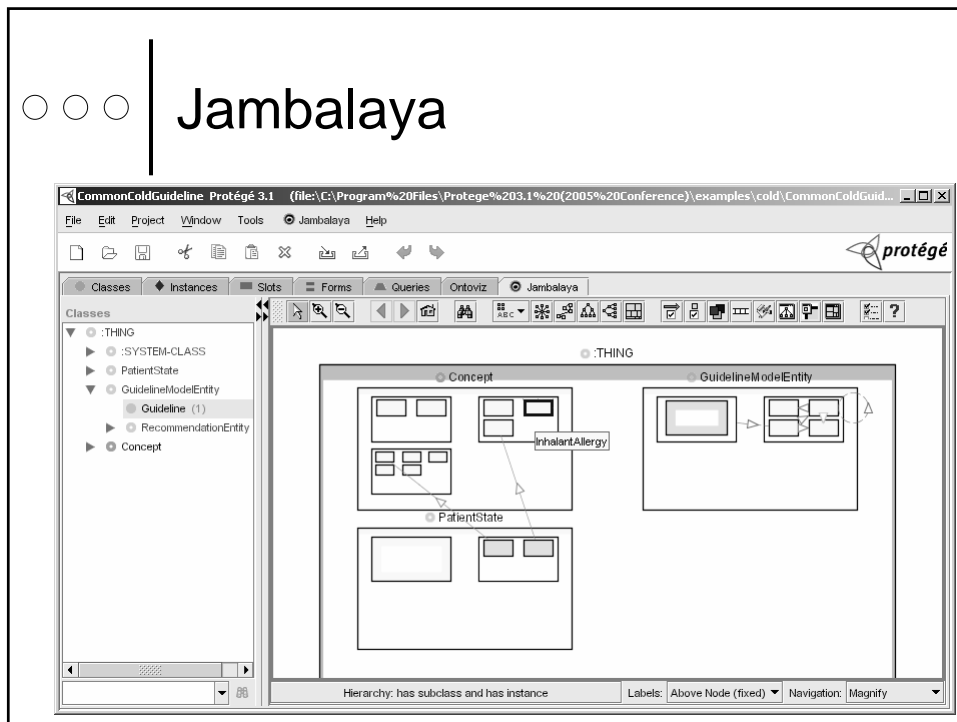 Jambalaya
CommonColdGuideline Protégé 3.1 (file:\C:\Program%20Files\Protege%203.1%20(2005%20Conference)\examples\cold\CommonColdGuid...
File Edit Project Window Tools Jambalaya Help
protégé
Classes Instances Slots Forms Queries Ontoviz Jambalaya
Classes
ABC
?
:THING
:SYSTEM-CLASS
PatientState
GuidelineModelEntity
Guideline (1)
RecommendationEntity
Concept
:THING
Concept GuidelineModelEntity
InhalantAllergy
PatientState
Hierarchy: has subclass and has instance Labels: Above Node (fixed) Navigation: Magnify